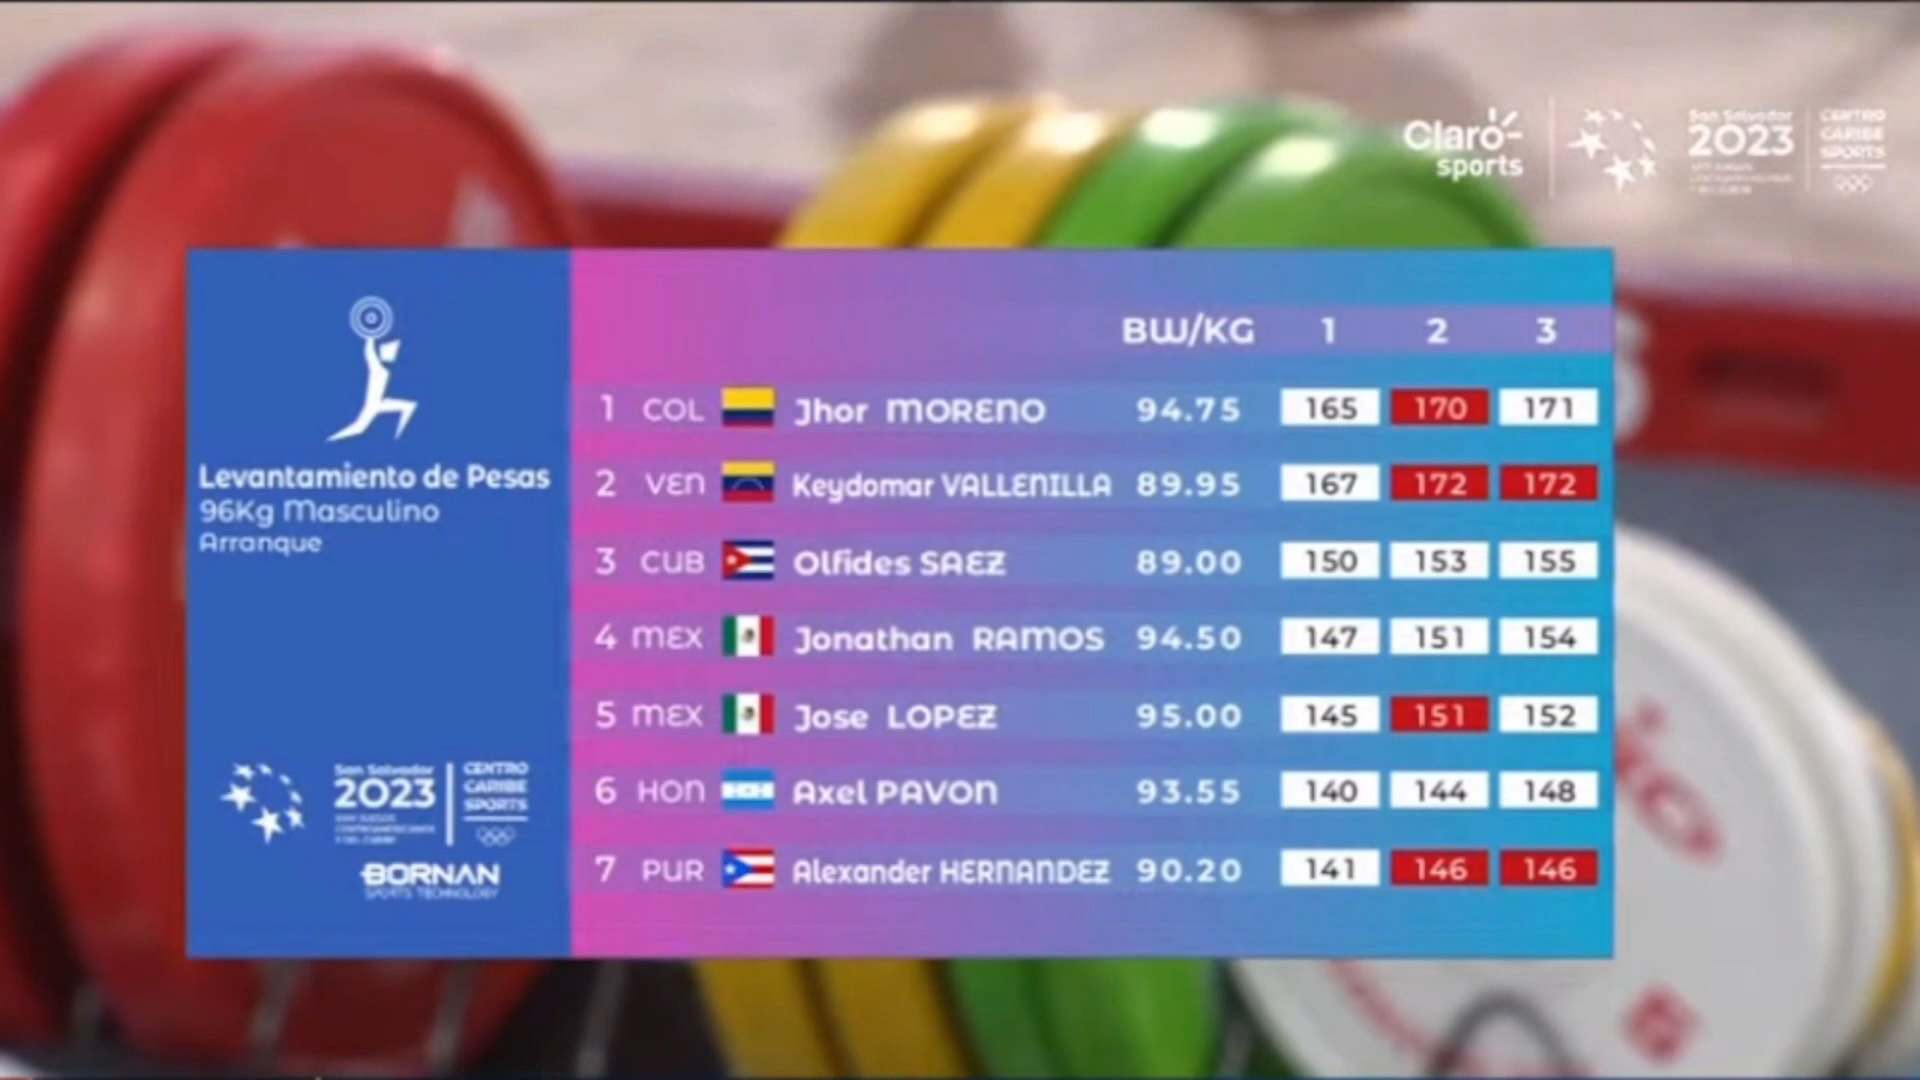 Claro sports
San Salvador
2023
CENTRO
CARIBE
SPORTS
BW/KG 1 2 3
1 COL Jhor MORENO 94.75 165 170 171
2 VEN Keydomar VALLENILLA 89.95 167 172 172
3 CUB Olfides SAEZ 89.00 150 153 155
4 MEX Jonathan RAMOS 94.50 147 151 154
5 MEX Jose LOPEZ 95.00 145 151 152
6 HON Axel PAVON 93.55 140 144 148
7 PUR Alexander HERNANDEZ 90.20 141 146 146
Levantamiento de Pesas
96Kg Masculino
Arranque
San Salvador
2023
CENTRO
CARIBE
SPORTS
BORNAN
SPORTS TECHNOLOGY